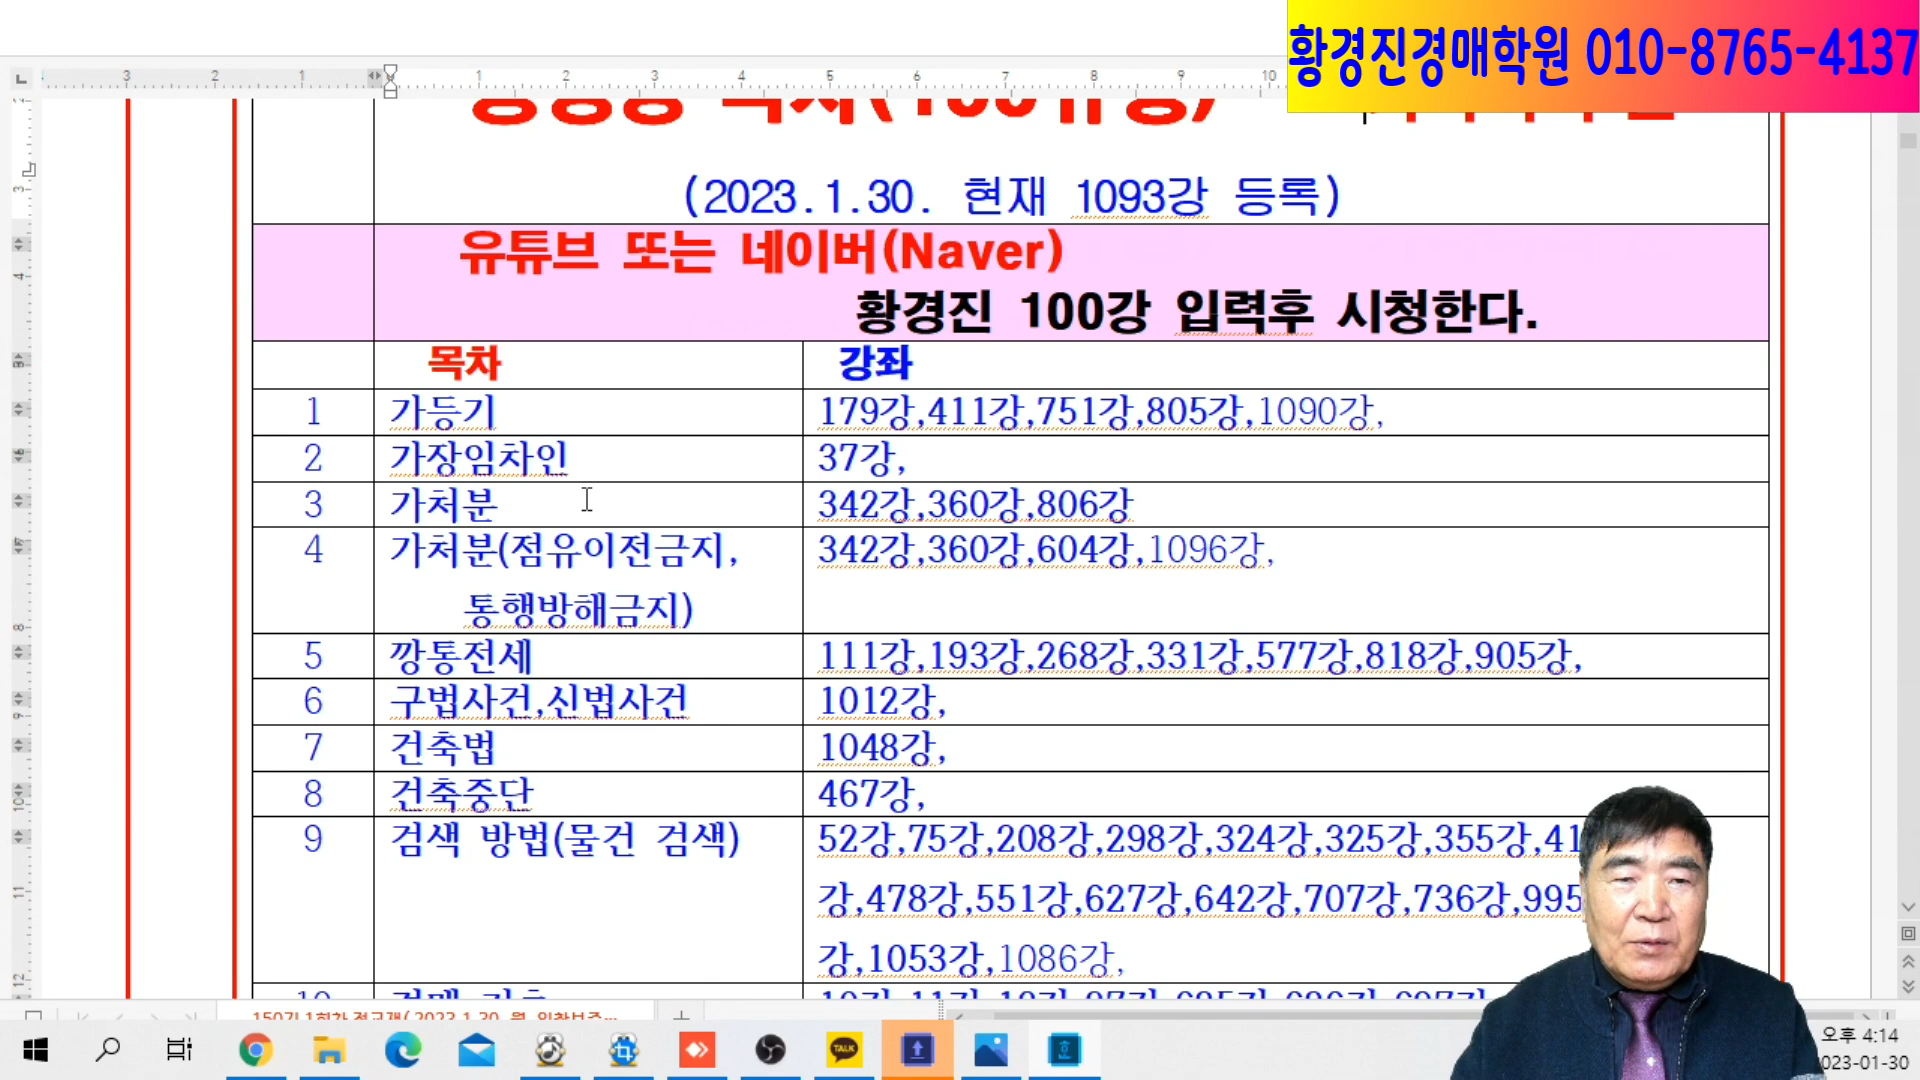 황경진경매학원 010-8765-4137
(2023.1.30. 현재 1093강 등록)
유튜브 또는 네이버(Naver)
황경진 100강 입력후 시청한다.
목차 강좌
1 가등기 179강,411강,751강,805강,1090강,
2 가장임차인 37강,
3 가처분 342강,360강,806강
4 가처분(점유이전금지, 342강,360강,604강,1096강,
통행방해금지)
5 깡통전세 111강,193강,268강,331강,577강,818강,905강,
6 구법사건,신법사건 1012강,
7 건축법 1048강,
8 건축중단 467강,
9 검색 방법(물건 검색) 52강,75강,208강,298강,324강,325강,355강,41
강,478강,551강,627강,642강,707강,736강,995
강,1053강,1086강,
TALK
오후 4:14
023-01-30